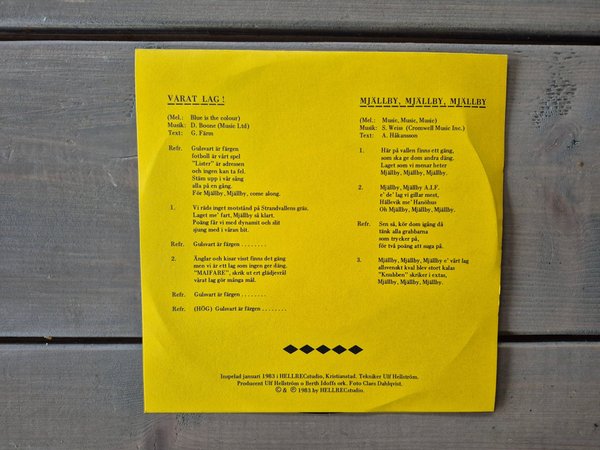 VÅRAT LAG!
(Mel.: Blue is the colour)
Musik: D. Boone (Music Ltd)
Text: G. Färm
Refr. Gulsvart är färgen
fotboll är vårt spel
"Lister" är adressen
och ingen kan ta fel.
Stäm upp i vår sång
alla på en gång.
För Mjällby, Mjällby, come along.
1. Vi räds inget motstånd på Strandvallens gräs.
Laget me' fart, Mjällby så klart.
Poäng får vi med dynamit och slit
sjung med i våran hit.
Refr. Gulsvart är färgen ........
2. Änglar och kisar visst finns det gäng
men vi är ett lag som ingen ger däng.
"MAIFARE", skrik ut ert glädjesrål
vårat lag gör många mål.
Refr. Gulsvart är färgen ........
Refr. (HÖG) Gulsvart är färgen ........
MJÄLLBY, MJÄLLBY, MJÄLLBY
(Mel.: Music, Music, Music)
Musik: S. Weiss (Cromwell Music Inc.)
Text: A. Håkansson
1. Här på vallen finns ett gäng,
som ska ge dom andra däng.
Laget som vi menar heter
Mjällby, Mjällby, Mjällby.
2. Mjällby, Mjällby A.I.F.
e' de' lag vi gillar mest,
Hällevik me' Hanöhus
Oh Mjällby, Mjällby, Mjällby.
Refr. Sen så, kör dom igång då
tänk alla grabbarna
som trycker på,
för två poäng att saga på.
3. Mjällby, Mjällby, Mjällby e' vårt lag
allsvenskt kval blev stort kalas
"Knubben" skriker i extas,
Mjällby, Mjällby, Mjällby.
Inspelad januari 1983 i HELLRECstudio, Kristianstad. Tekniker Ulf Hellström.
Producent Ulf Hellström o Berth Idoffs ork. Foto Claes Dahlqvist.
© & ℗ 1983 by HELLRECstudio.